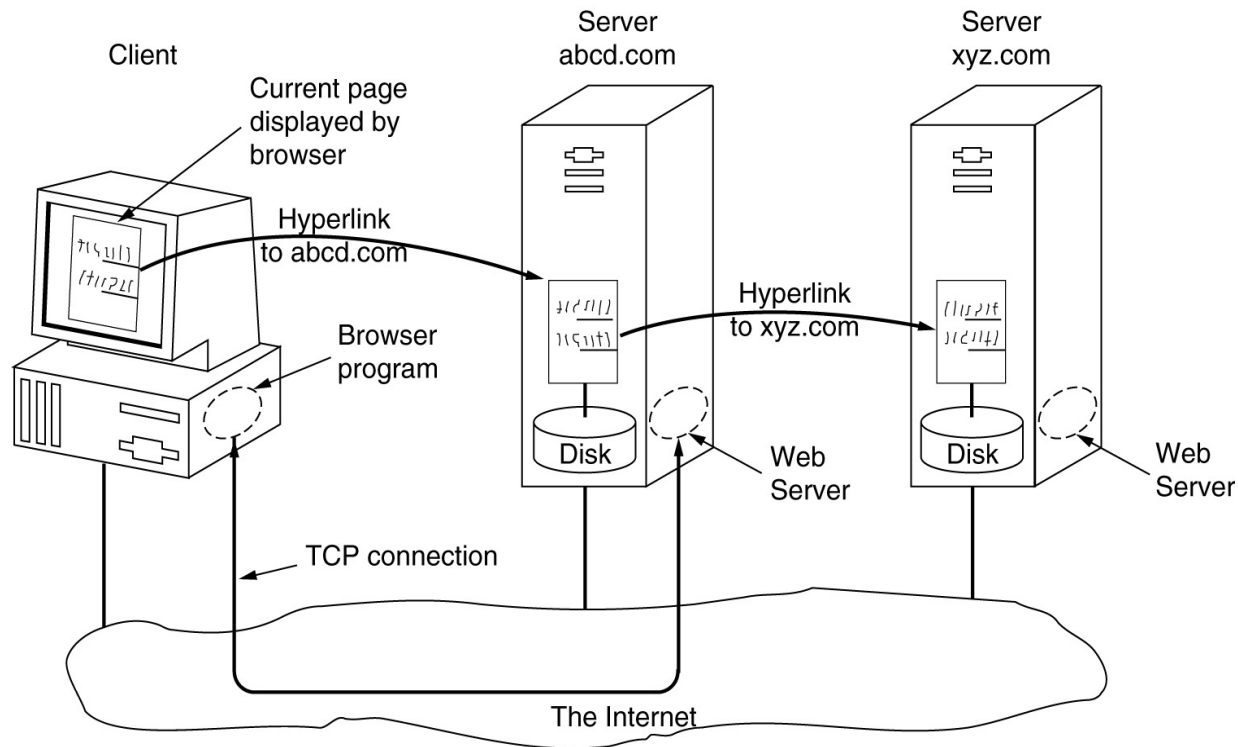 Client
Server
abcd.com
Server
xyz.com
Current page
displayed by
browser
Hyperlink
to abcd.com
Hyperlink
to xyz.com
Browser
program
Disk
Disk
Web
Server
Web
Server
TCP connection
The Internet